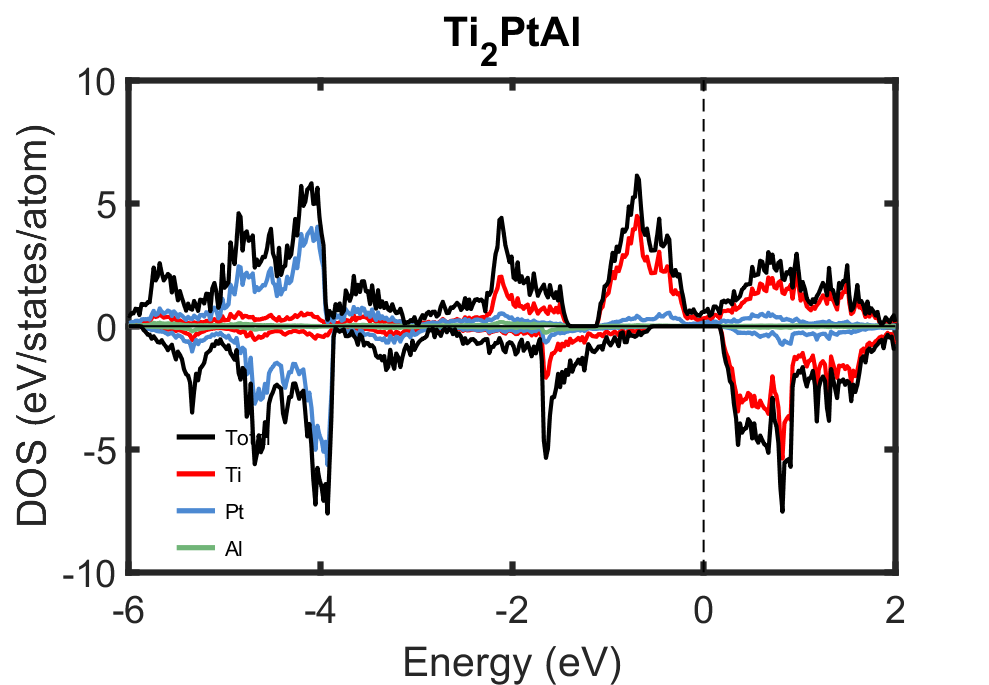 Ti2PtAl
DOS (eV/states/atom)
10
5
0
-5
-10
Total
Ti
Pt
Al
-6 -4 -2 0 2
Energy (eV)